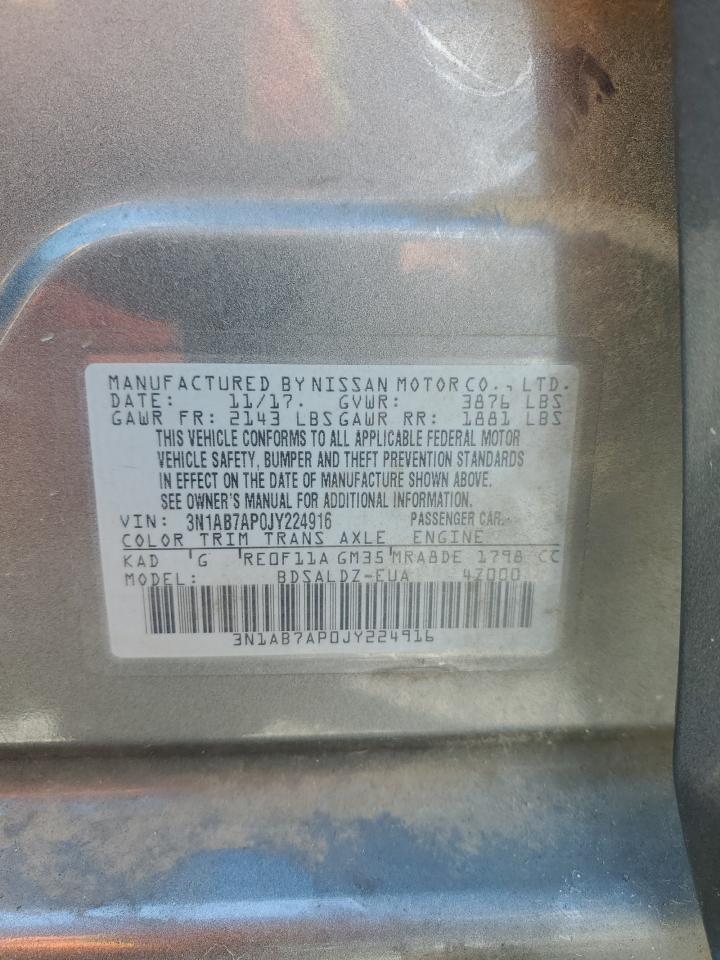 MANUFACTURED BY NISSAN MOTOR CO., LTD.
DATE: 11/17. GVWR: 3876 LBS
GAWR FR: 2143 LBS GAWR RR: 1881 LBS
THIS VEHICLE CONFORMS TO ALL APPLICABLE FEDERAL MOTOR
VEHICLE SAFETY, BUMPER AND THEFT PREVENTION STANDARDS
IN EFFECT ON THE DATE OF MANUFACTURE SHOWN ABOVE.
SEE OWNER'S MANUAL FOR ADDITIONAL INFORMATION.
VIN: 3N1AB7AP0JY224916 PASSENGER CAR
COLOR TRIM TRANS AXLE ENGINE
KAD G RE0F11A GM35 MRA8DE 1798 CC
MODEL: BDSALDZ-EUA 4Z000
3N1AB7AP0JY224916